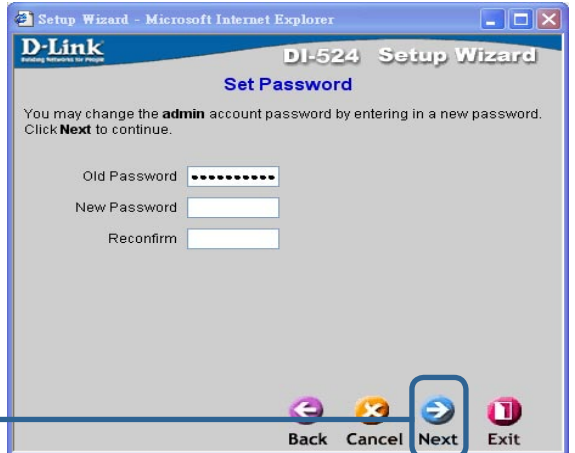 Setup Wizard - Microsoft Internet Explorer
D-Link
Building Networks for People
DI-524 Setup Wizard
Set Password
You may change the admin account password by entering in a new password.
Click Next to continue.
Old Password ••••••••••
New Password
Reconfirm
Back Cancel Next Exit